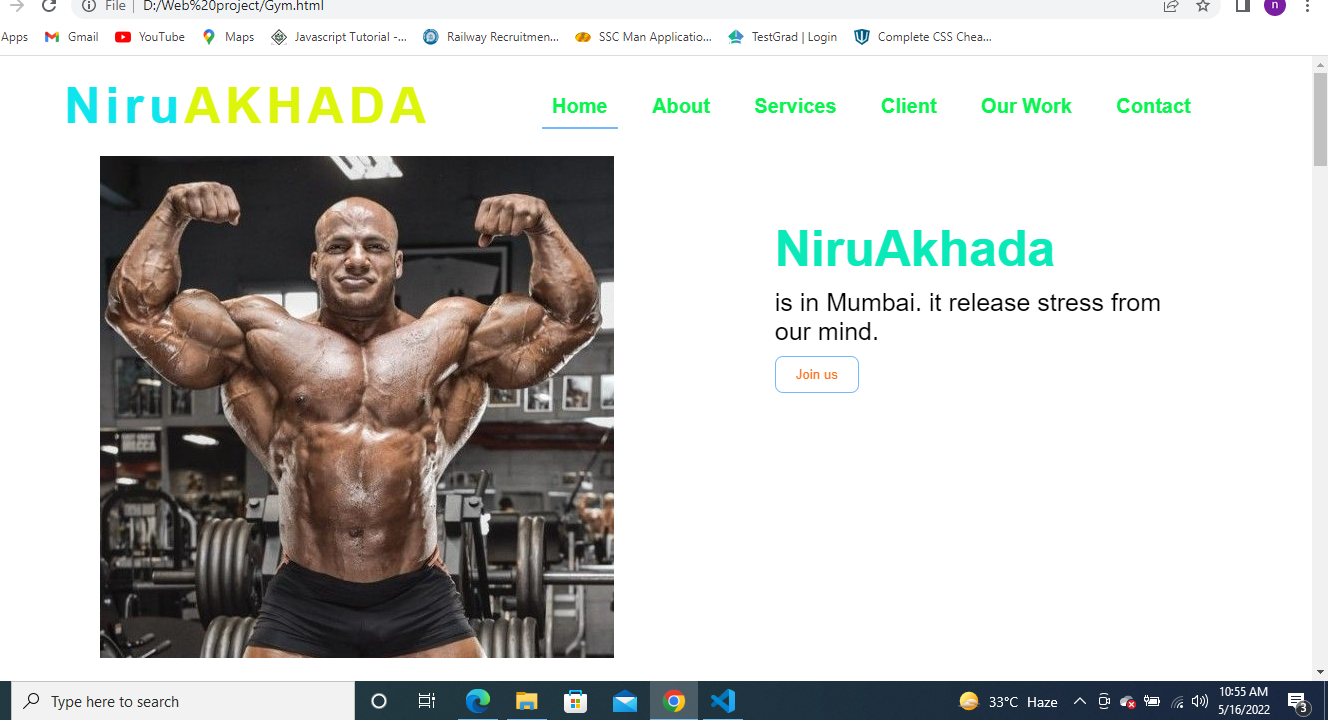 File | D:/Web%20project/Gym.html
n
Apps Gmail YouTube Maps Javascript Tutorial -... Railway Recruitmen... SSC Man Applicatio... TestGrad | Login Complete CSS Chea...
NiruAKHADA Home About Services Client Our Work Contact
NiruAkhada
is in Mumbai. it release stress from
our mind.
Join us
Type here to search 33°C Haze 10:55 AM
5/16/2022 3